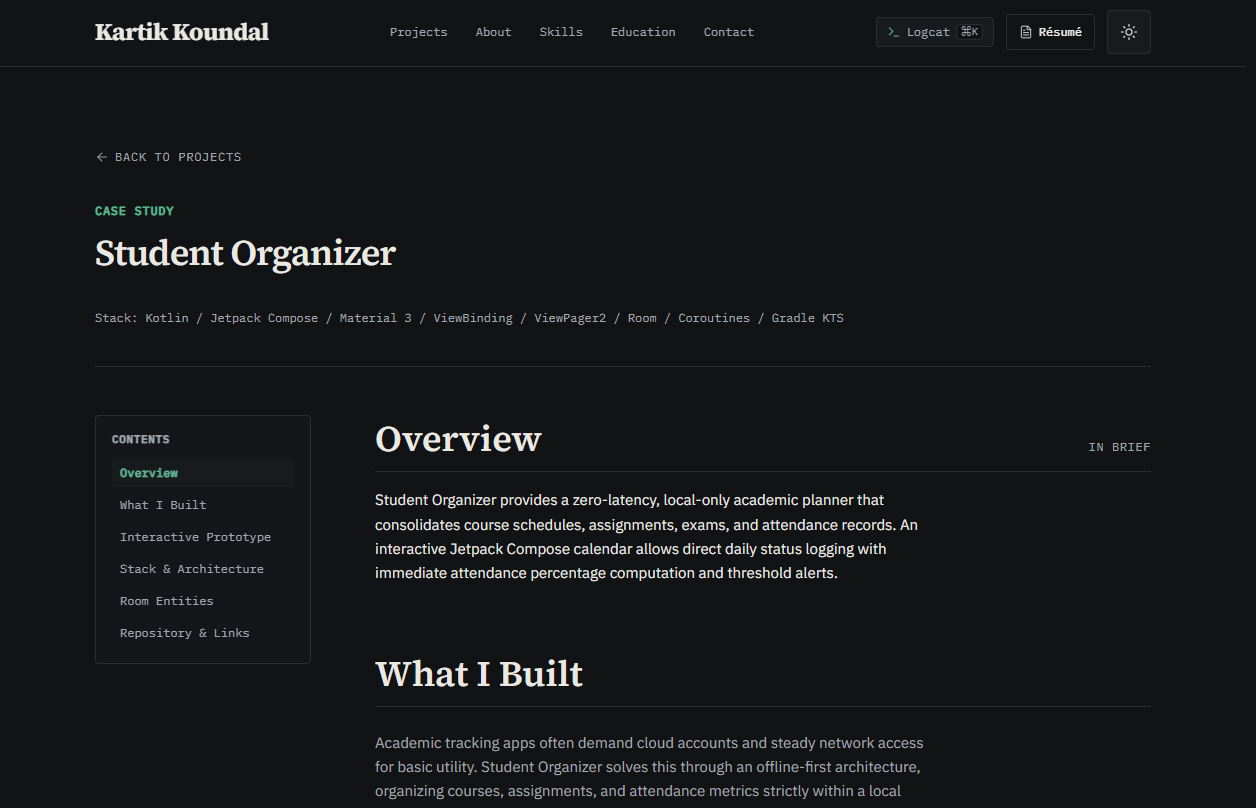 Kartik Koundal
Projects About Skills Education Contact
>_ Logcat ⌘K
Résumé
← BACK TO PROJECTS
CASE STUDY
Student Organizer
Stack: Kotlin / Jetpack Compose / Material 3 / ViewBinding / ViewPager2 / Room / Coroutines / Gradle KTS
CONTENTS
Overview
What I Built
Interactive Prototype
Stack & Architecture
Room Entities
Repository & Links
Overview
IN BRIEF
Student Organizer provides a zero-latency, local-only academic planner that
consolidates course schedules, assignments, exams, and attendance records. An
interactive Jetpack Compose calendar allows direct daily status logging with
immediate attendance percentage computation and threshold alerts.
What I Built
Academic tracking apps often demand cloud accounts and steady network access
for basic utility. Student Organizer solves this through an offline-first architecture,
organizing courses, assignments, and attendance metrics strictly within a local